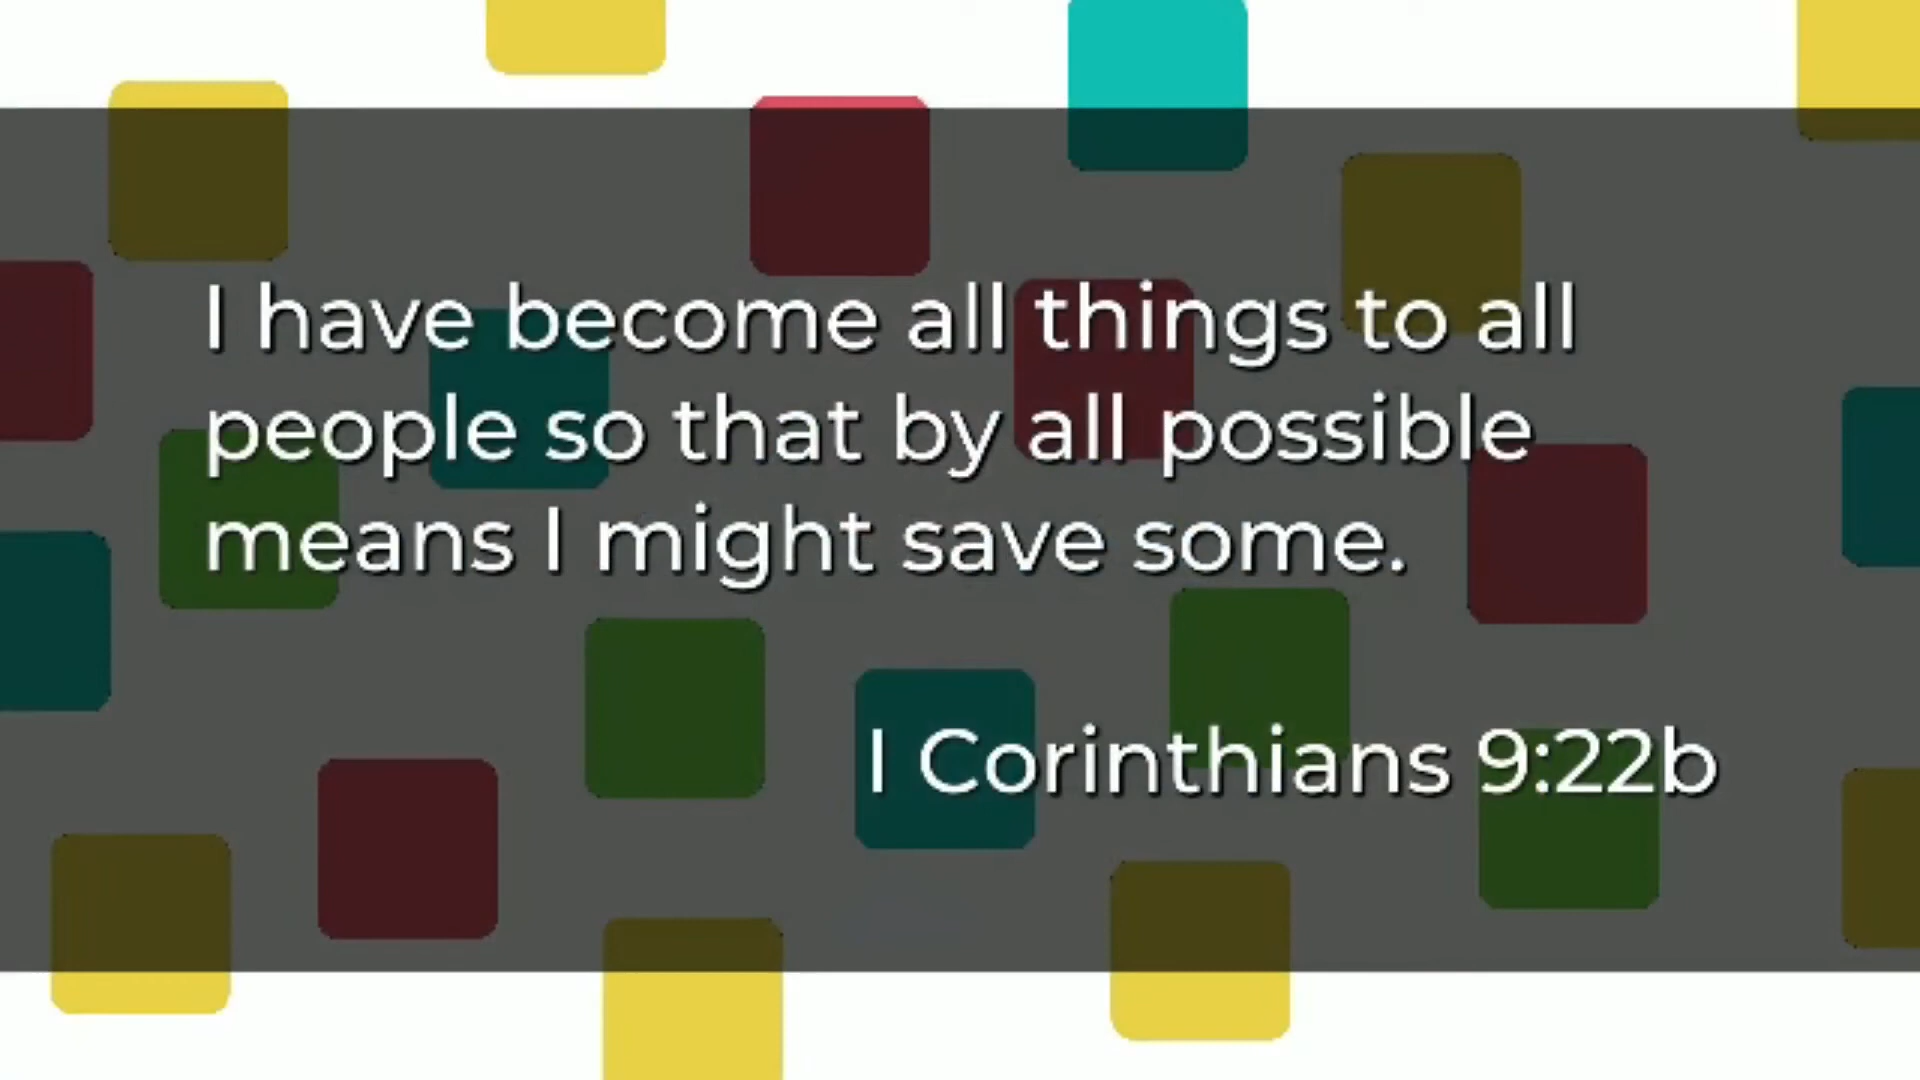 I have become all things to all
people so that by all possible
means I might save some.
I Corinthians 9:22b